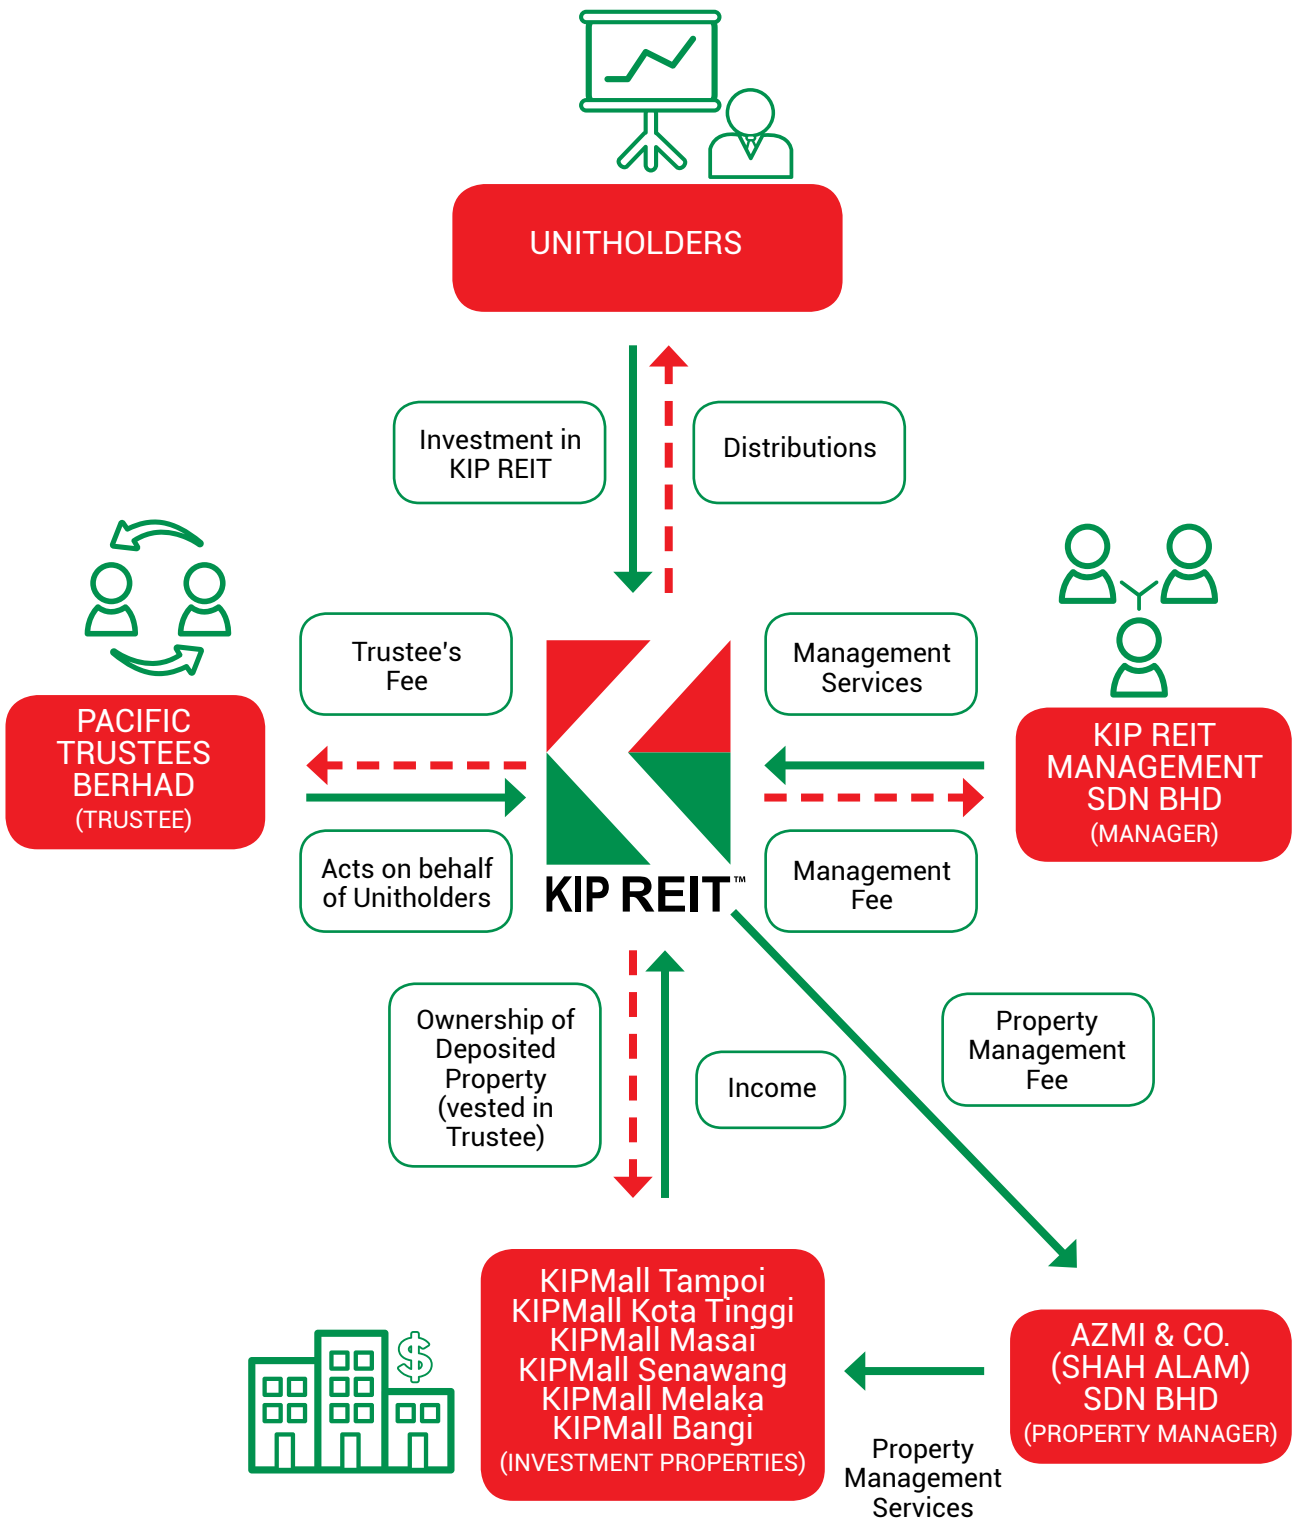 UNITHOLDERS
Investment in
KIP REIT
Distributions
Trustee's
Fee
Management
Services
PACIFIC
TRUSTEES
BERHAD
(TRUSTEE)
KIP REIT
MANAGEMENT
SDN BHD
(MANAGER)
Acts on behalf
of Unitholders
KIP REIT™
Management
Fee
Ownership of
Deposited
Property
(vested in
Trustee)
Income
Property
Management
Fee
KIPMall Tampoi
KIPMall Kota Tinggi
KIPMall Masai
KIPMall Senawang
KIPMall Melaka
KIPMall Bangi
(INVESTMENT PROPERTIES)
$
AZMI & CO.
(SHAH ALAM)
SDN BHD
(PROPERTY MANAGER)
Property
Management
Services